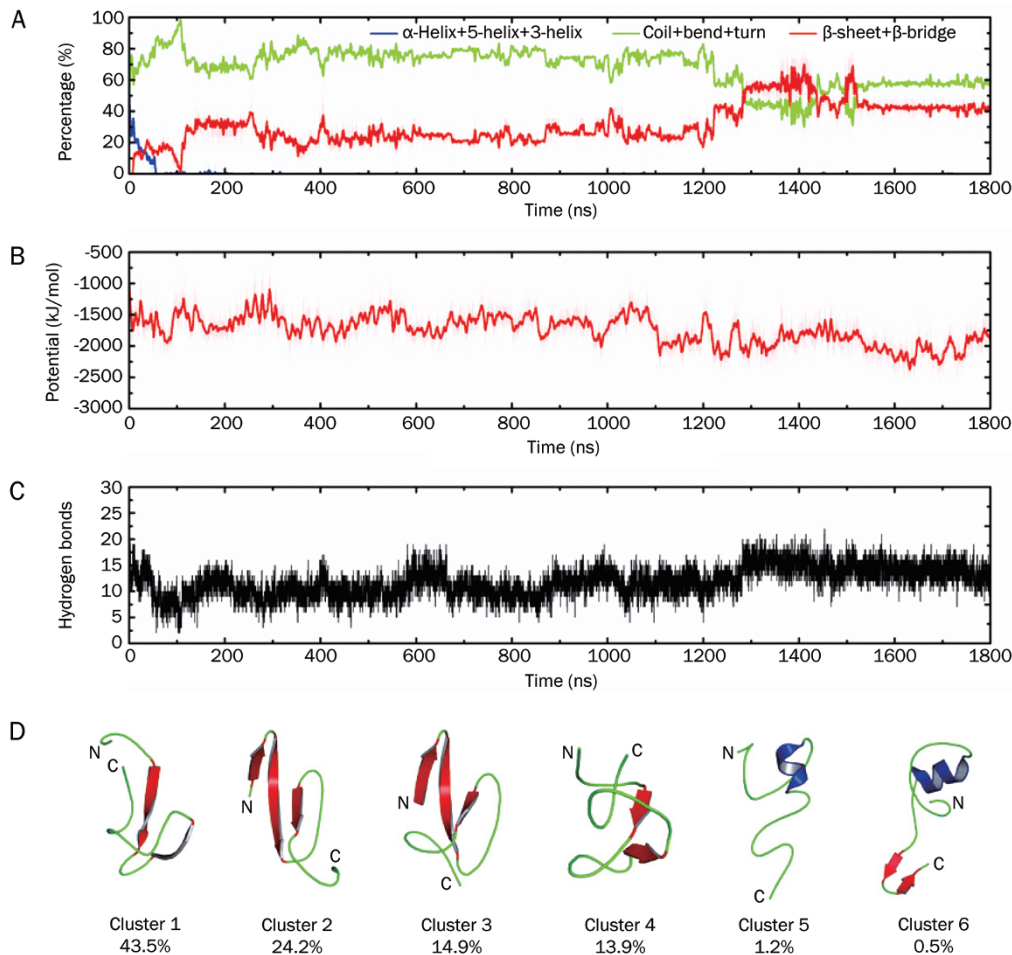 A
α-Helix+5-helix+3-helix
Coil+bend+turn
β-sheet+β-bridge
Percentage (%)
100
80
60
40
20
0
0 200 400 600 800 1000 1200 1400 1600 1800
Time (ns)
B
Potential (kJ/mol)
-500
-1000
-1500
-2000
-2500
-3000
0 200 400 600 800 1000 1200 1400 1600 1800
Time (ns)
C
Hydrogen bonds
30
25
20
15
10
5
0
0 200 400 600 800 1000 1200 1400 1600 1800
Time (ns)
D
N C
N C
N C
N C
N C
N C
Cluster 1 Cluster 2 Cluster 3 Cluster 4 Cluster 5 Cluster 6
43.5% 24.2% 14.9% 13.9% 1.2% 0.5%